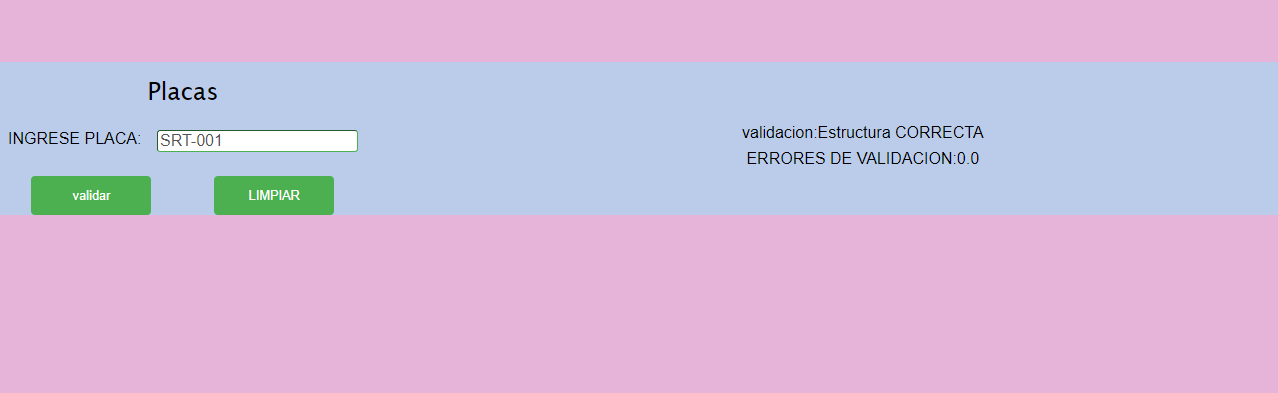 Placas
INGRESE PLACA: SRT-001
validar LIMPIAR
validacion:Estructura CORRECTA
ERRORES DE VALIDACION:0.0